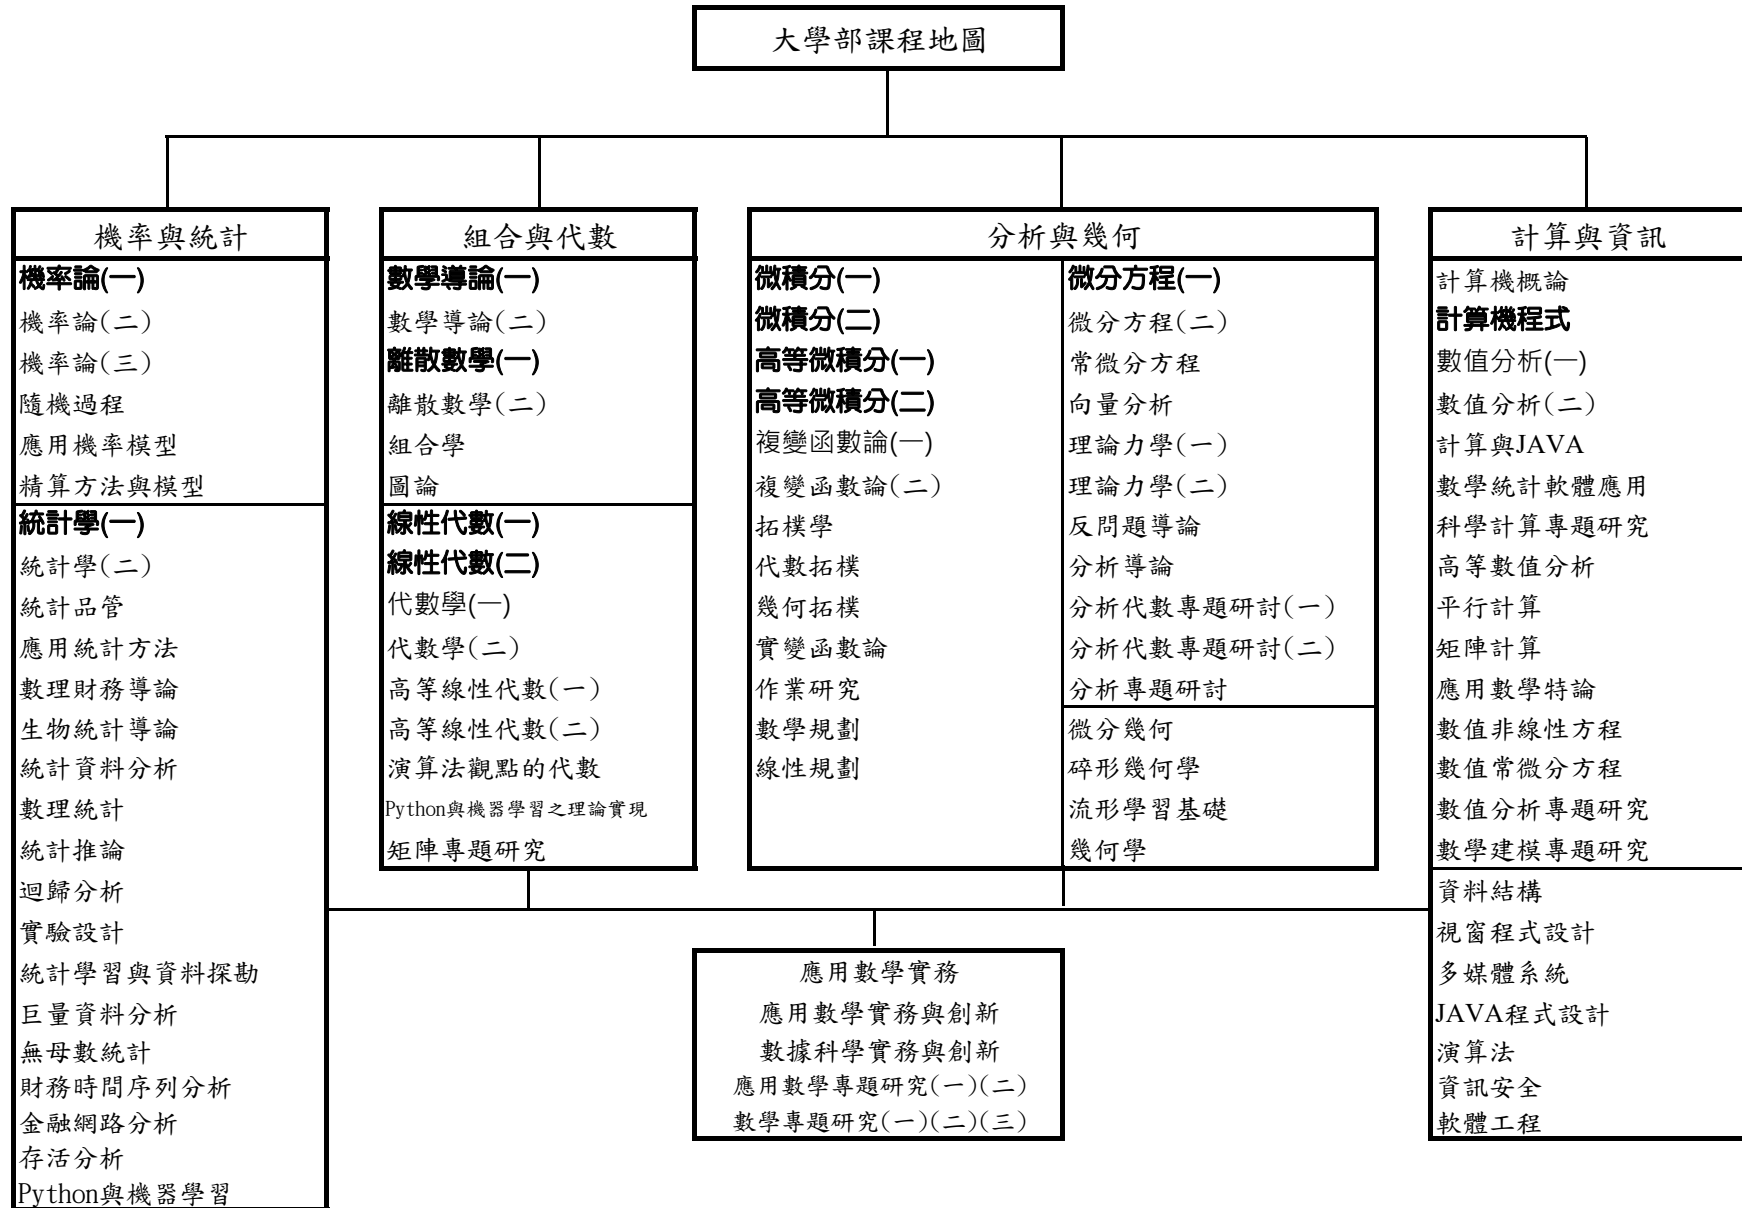 大學部課程地圖
機率與統計
機率論(一)
機率論(二)
機率論(三)
隨機過程
應用機率模型
精算方法與模型
統計學(一)
統計學(二)
統計品管
應用統計方法
數理財務導論
生物統計導論
統計資料分析
數理統計
統計推論
迴歸分析
實驗設計
統計學習與資料探勘
巨量資料分析
無母數統計
財務時間序列分析
金融網路分析
存活分析
Python與機器學習
組合與代數
數學導論(一)
數學導論(二)
離散數學(一)
離散數學(二)
組合學
圖論
線性代數(一)
線性代數(二)
代數學(一)
代數學(二)
高等線性代數(一)
高等線性代數(二)
演算法觀點的代數
Python與機器學習之理論實現
矩陣專題研究
分析與幾何
微積分(一)
微積分(二)
高等微積分(一)
高等微積分(二)
複變函數論(一)
複變函數論(二)
拓樸學
代數拓樸
幾何拓樸
實變函數論
作業研究
數學規劃
線性規劃
微分方程(一)
微分方程(二)
常微分方程
向量分析
理論力學(一)
理論力學(二)
反問題導論
分析導論
分析代數專題研討(一)
分析代數專題研討(二)
分析專題研討
微分幾何
碎形幾何學
流形學習基礎
幾何學
計算與資訊
計算機概論
計算機程式
數值分析(一)
數值分析(二)
計算與JAVA
數學統計軟體應用
科學計算專題研究
高等數值分析
平行計算
矩陣計算
應用數學特論
數值非線性方程
數值常微分方程
數值分析專題研究
數學建模專題研究
資料結構
視窗程式設計
多媒體系統
JAVA程式設計
演算法
資訊安全
軟體工程
應用數學實務
應用數學實務與創新
數據科學實務與創新
應用數學專題研究(一)(二)
數學專題研究(一)(二)(三)